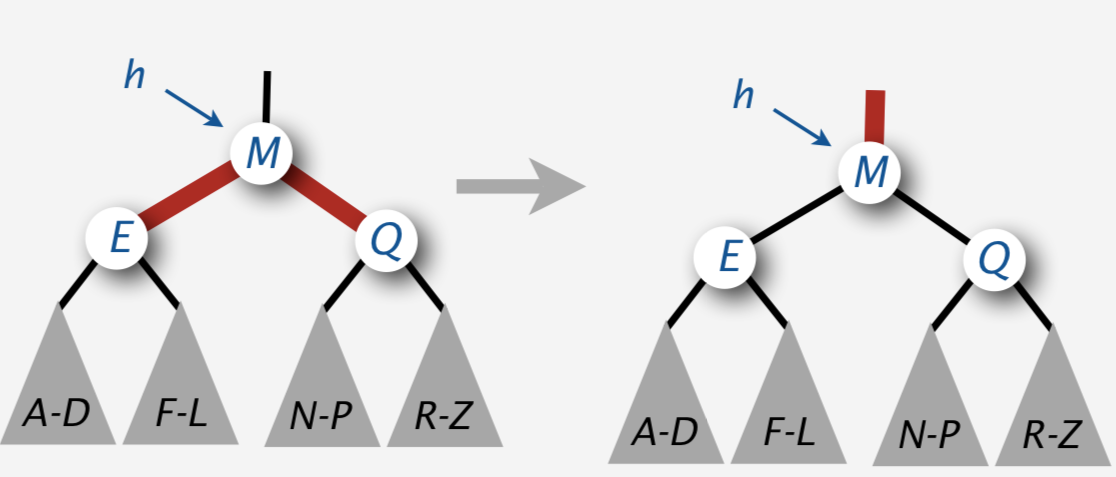 h
M
E
Q
A-D
F-L
N-P
R-Z
h
M
E
Q
A-D
F-L
N-P
R-Z